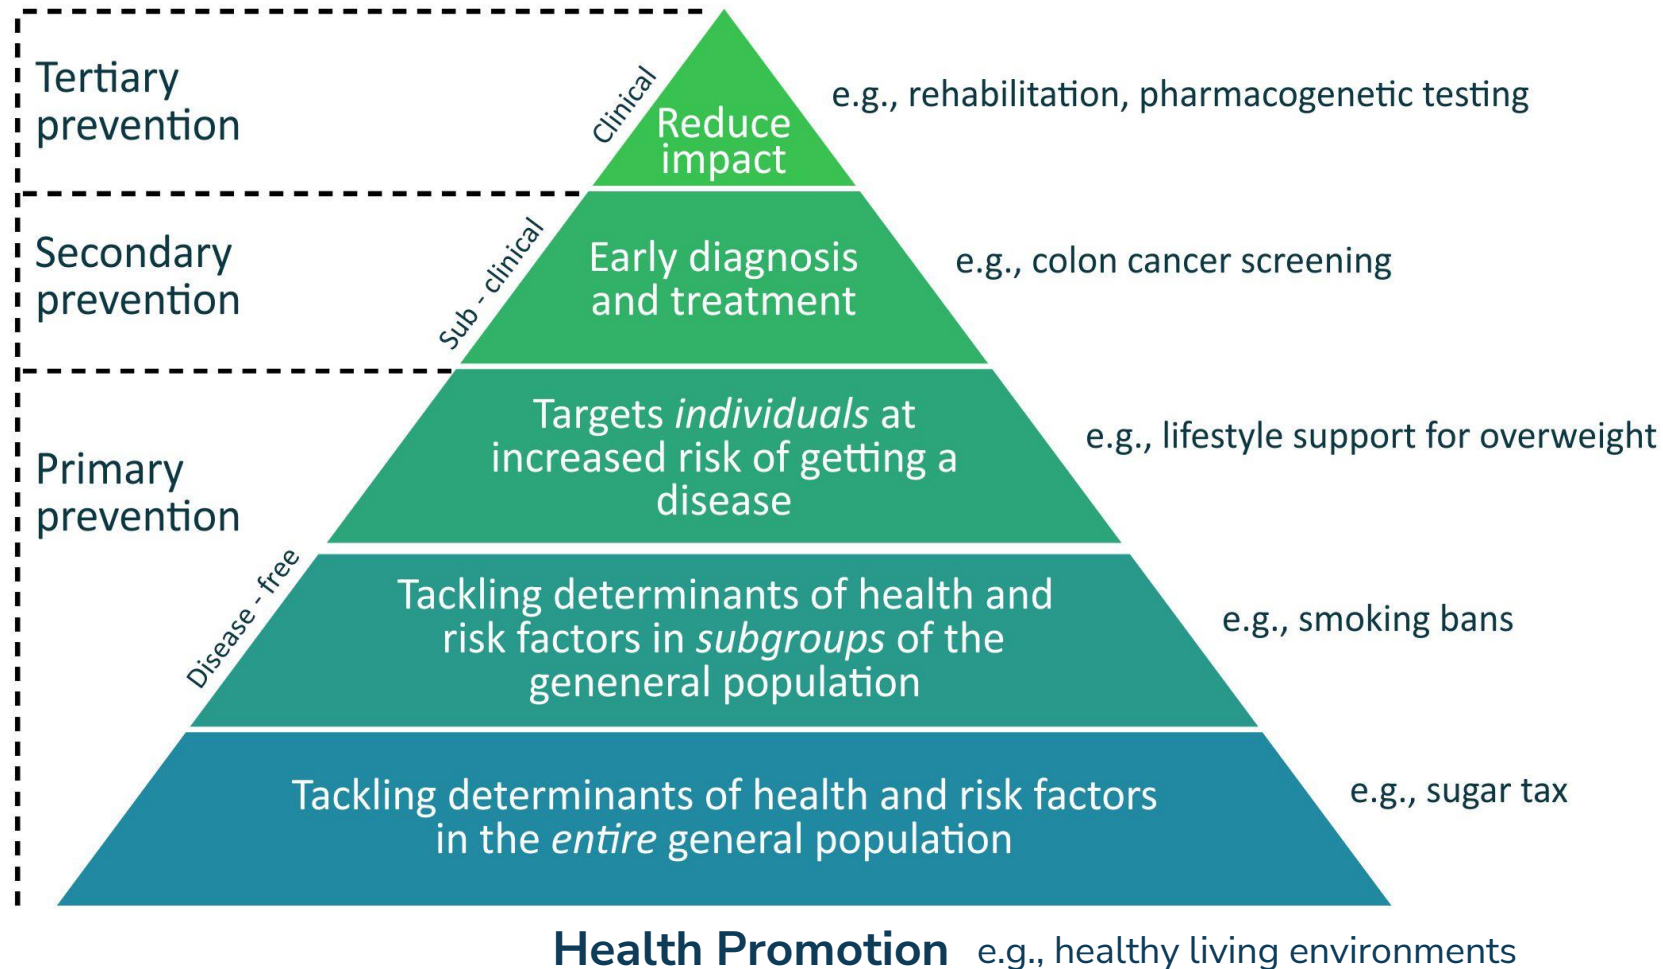 Tertiary
prevention
Clinical
Reduce
impact
e.g., rehabilitation, pharmacogenetic testing
Secondary
prevention
Sub - clinical
Early diagnosis
and treatment
e.g., colon cancer screening
Primary
prevention
Disease - free
Targets individuals at
increased risk of getting a
disease
e.g., lifestyle support for overweight
Tackling determinants of health and
risk factors in subgroups of the
geneneral population
e.g., smoking bans
Tackling determinants of health and risk factors
in the entire general population
e.g., sugar tax
Health Promotion e.g., healthy living environments